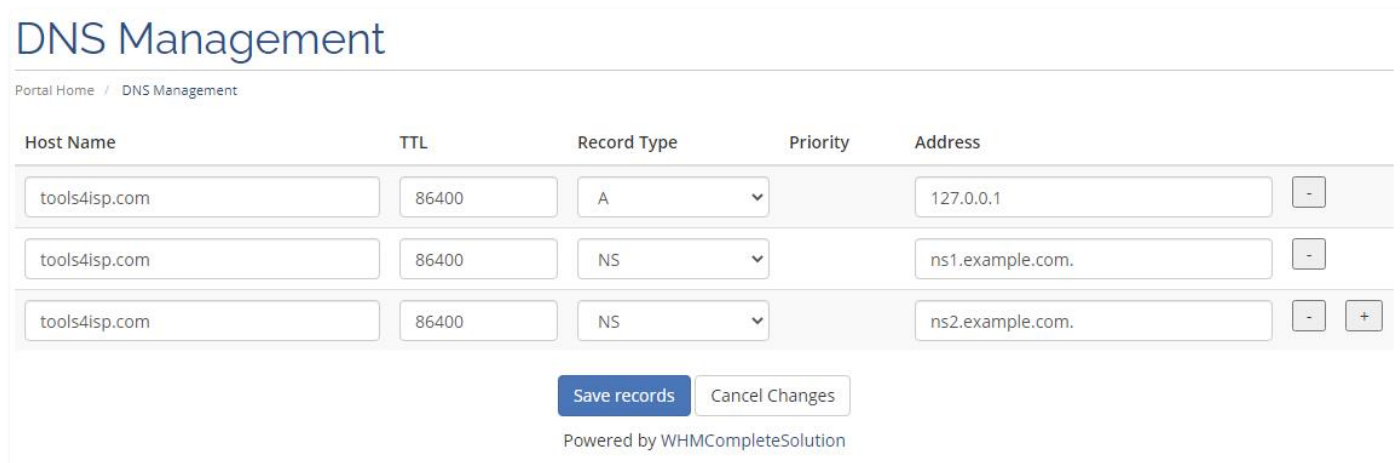 DNS Management
Portal Home / DNS Management
Host Name TTL Record Type Priority Address
tools4isp.com 86400 A 127.0.0.1 -
tools4isp.com 86400 NS ns1.example.com. -
tools4isp.com 86400 NS ns2.example.com. - +
Save records Cancel Changes
Powered by WHMCompleteSolution